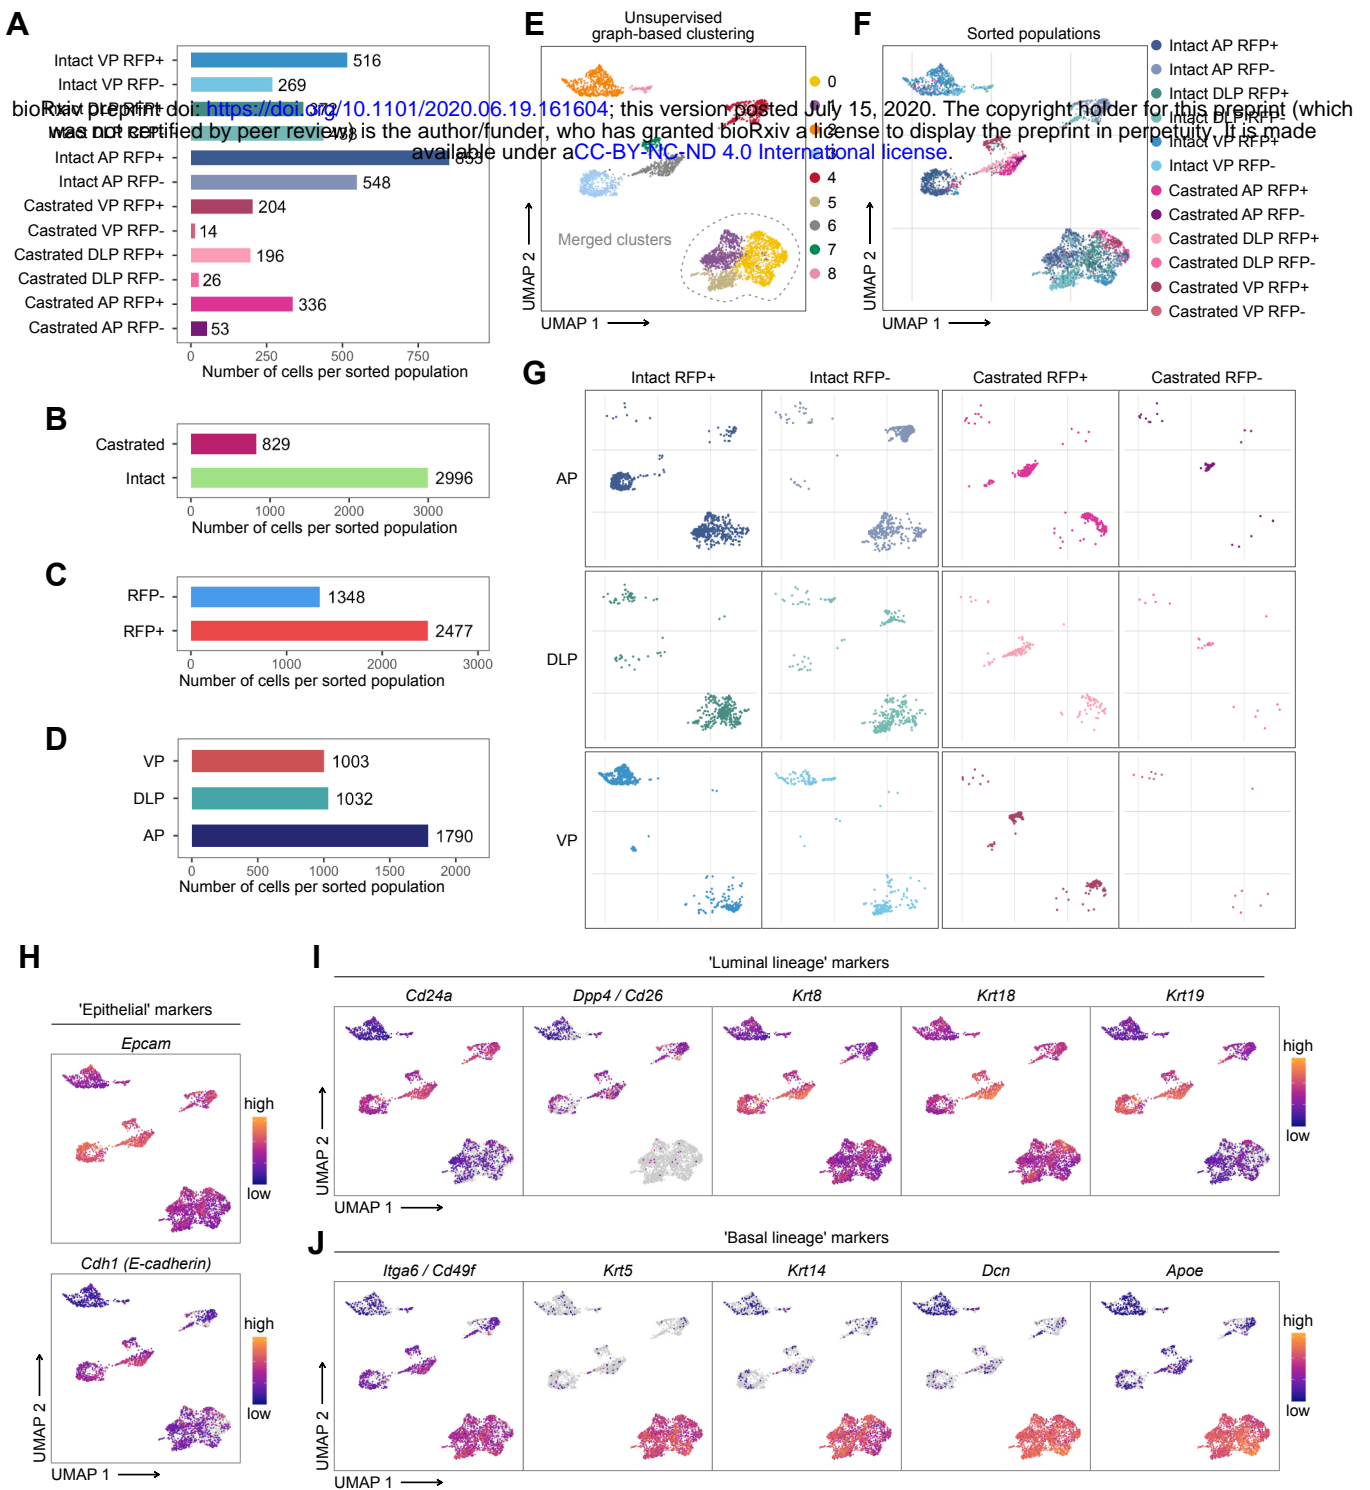 A
Intact VP RFP+
516
Intact VP RFP-
269
bioRxiv preprint doi: https://doi.org/10.1101/2020.06.19.161604; this version posted July 15, 2020. The copyright holder for this preprint (which
was not certified by peer review) is the author/funder, who has granted bioRxiv a license to display the preprint in perpetuity. It is made
available under aCC-BY-NC-ND 4.0 International license.
Intact AP RFP+
853
Intact AP RFP-
548
Castrated VP RFP+
204
Castrated VP RFP-
14
Castrated DLP RFP+
196
Castrated DLP RFP-
26
Castrated AP RFP+
336
Castrated AP RFP-
53
0 250 500 750
Number of cells per sorted population
B
Castrated
829
Intact
2996
0 1000 2000 3000
Number of cells per sorted population
C
RFP-
1348
RFP+
2477
0 1000 2000 3000
Number of cells per sorted population
D
VP
1003
DLP
1032
AP
1790
0 500 1000 1500 2000
Number of cells per sorted population
E
Unsupervised
graph-based clustering
Merged clusters
UMAP 2
UMAP 1
0
4
5
6
7
8
F
Sorted populations
UMAP 2
UMAP 1
Intact AP RFP+
Intact AP RFP-
Intact DLP RFP+
Intact DLP RFP-
Intact VP RFP+
Intact VP RFP-
Castrated AP RFP+
Castrated AP RFP-
Castrated DLP RFP+
Castrated DLP RFP-
Castrated VP RFP+
Castrated VP RFP-
G
Intact RFP+ Intact RFP- Castrated RFP+ Castrated RFP-
AP
DLP
VP
H
'Epithelial' markers
Epcam
high
low
Cdh1 (E-cadherin)
high
low
UMAP 2
UMAP 1
I
'Luminal lineage' markers
Cd24a Dpp4 / Cd26 Krt8 Krt18 Krt19
high
low
UMAP 2
UMAP 1
J
'Basal lineage' markers
Itga6 / Cd49f Krt5 Krt14 Dcn Apoe
high
low
UMAP 2
UMAP 1